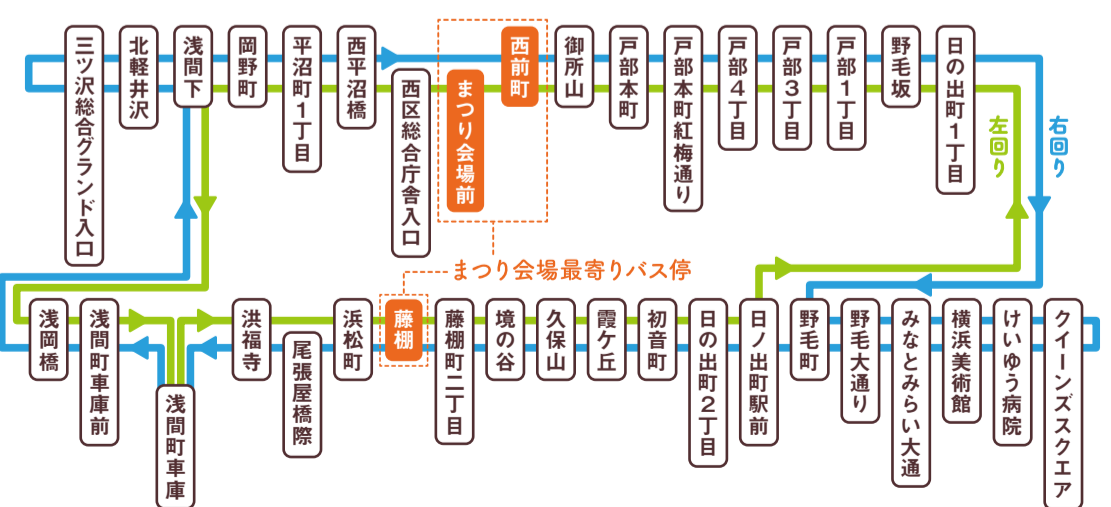 三ツ沢総合グランド入口
北軽井沢
浅間下
岡野町
平沼町1丁目
西平沼橋
西区総合庁舎入口
まつり会場前
西前町
御所山
戸部本町
戸部本町紅梅通り
戸部4丁目
戸部3丁目
戸部1丁目
野毛坂
日の出町1丁目
左回り
右回り
まつり会場最寄りバス停
浅岡橋
浅間町車庫前
浅間町車庫
洪福寺
尾張屋橋際
浜松町
藤棚
藤棚町二丁目
境の谷
久保山
霞ケ丘
初音町
日の出町2丁目
日ノ出町駅前
野毛町
野毛大通り
みなとみらい大通
横浜美術館
けいゆう病院
クイーンズスクエア